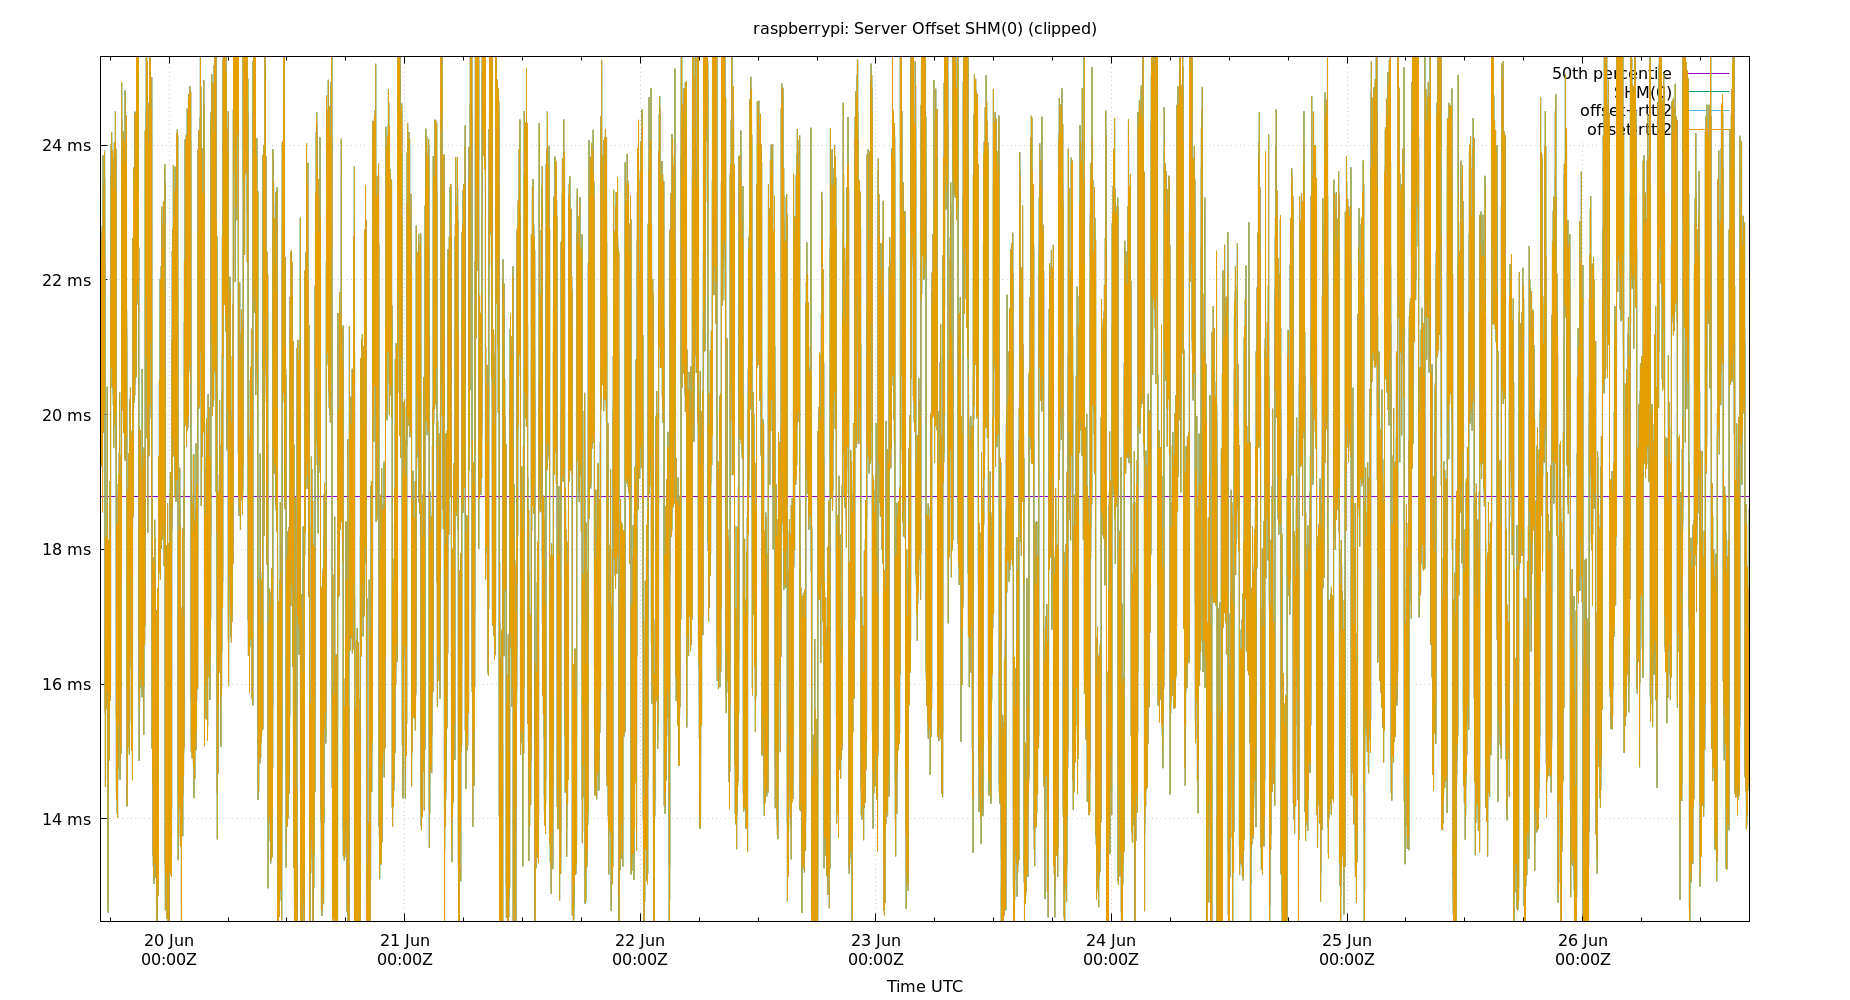 raspberrypi: Server Offset SHM(0) (clipped)
50th percentile
SHM(0)
offset+rtt/2
offset-rtt/2
24 ms
22 ms
20 ms
18 ms
16 ms
14 ms
20 Jun 21 Jun 22 Jun 23 Jun 24 Jun 25 Jun 26 Jun
00:00Z 00:00Z 00:00Z 00:00Z 00:00Z 00:00Z 00:00Z
Time UTC